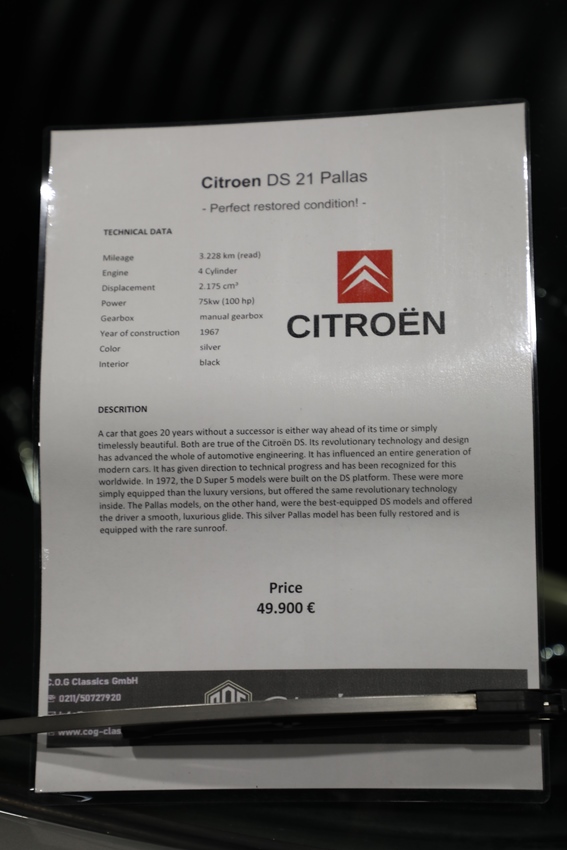 Citroen DS 21 Pallas
- Perfect restored condition! -
TECHNICAL DATA
Mileage 3.228 km (read)
Engine 4 Cylinder
Displacement 2.175 cm³
Power 75kw (100 hp)
Gearbox manual gearbox
Year of construction 1967
Color silver
Interior black
CITROËN
DESCRITION
A car that goes 20 years without a successor is either way ahead of its time or simply
timelessly beautiful. Both are true of the Citroën DS. Its revolutionary technology and design
has advanced the whole of automotive engineering. It has influenced an entire generation of
modern cars. It has given direction to technical progress and has been recognized for this
worldwide. In 1972, the D Super 5 models were built on the DS platform. These were more
simply equipped than the luxury versions, but offered the same revolutionary technology
inside. The Pallas models, on the other hand, were the best-equipped DS models and offered
the driver a smooth, luxurious glide. This silver Pallas model has been fully restored and is
equipped with the rare sunroof.
Price
49.900 €
C.O.G Classics GmbH
0211/50727920
www.cog-clas